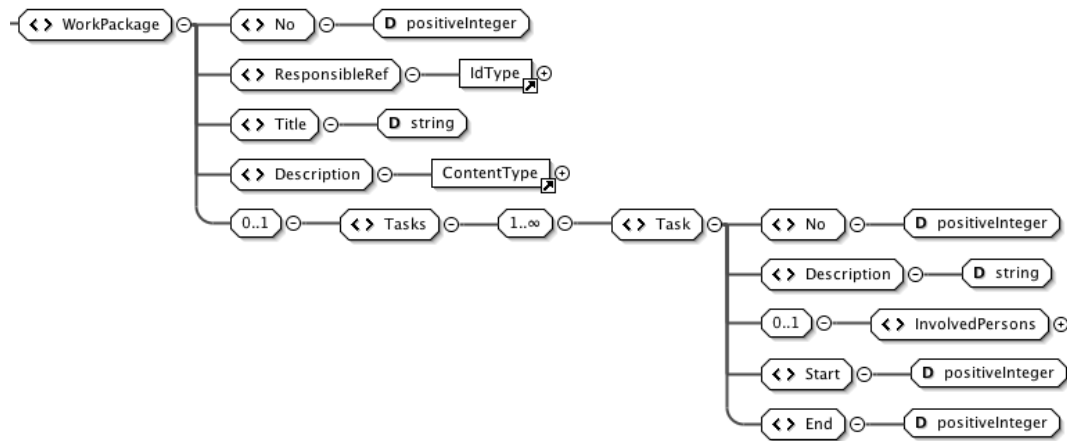 <> WorkPackage
<> No
D positiveInteger
<> ResponsibleRef
IdType
<> Title
D string
<> Description
ContentType
0..1
<> Tasks
1..∞
<> Task
<> No
D positiveInteger
<> Description
D string
0..1
<> InvolvedPersons
<> Start
D positiveInteger
<> End
D positiveInteger